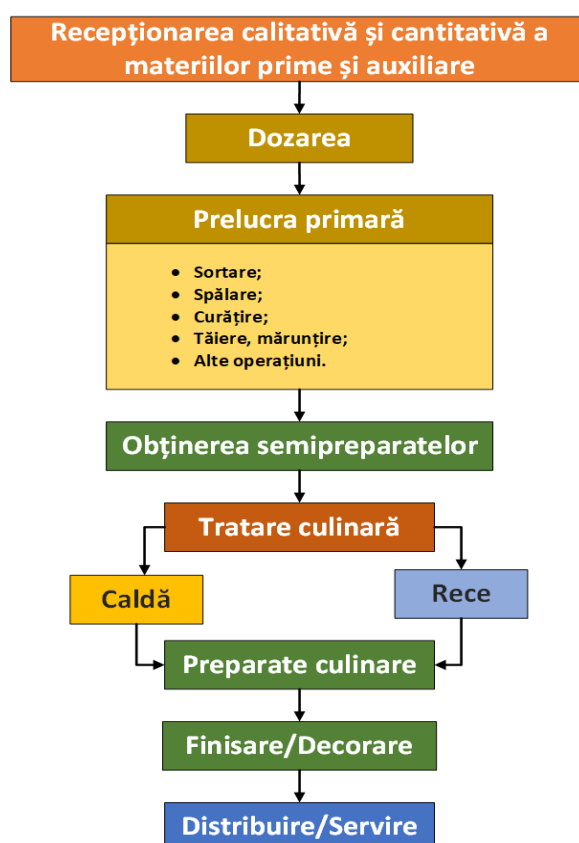 Recepționarea calitativă și cantitativă a
materiilor prime și auxiliare
Dozarea
Prelucra primară
• Sortare;
• Spălare;
• Curățire;
• Tăiere, mărunțire;
• Alte operațiuni.
Obținerea semipreparatelor
Tratare culinară
Caldă
Rece
Preparate culinare
Finisare/Decorare
Distribuire/Servire